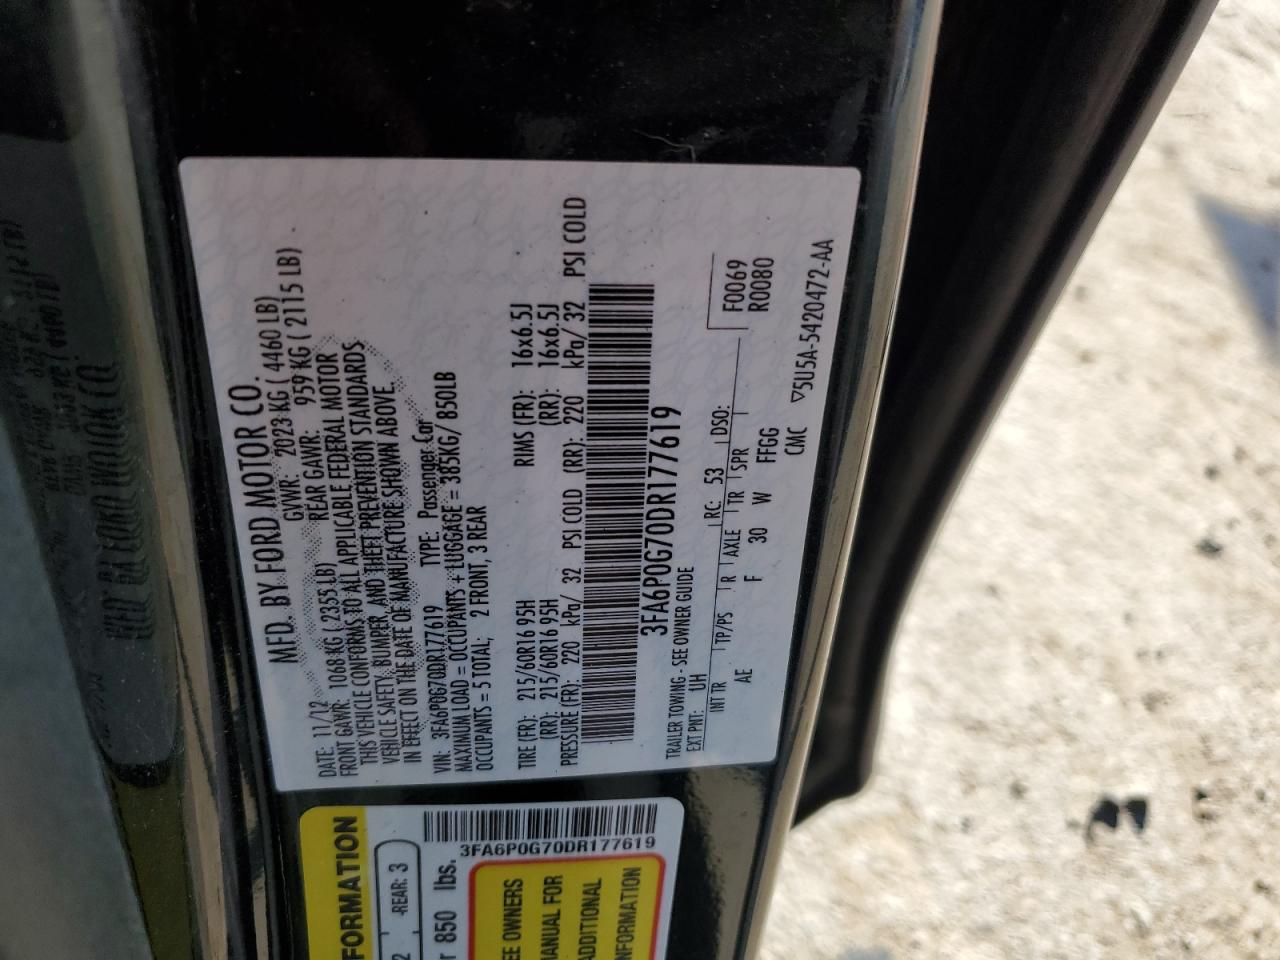 MFD. BY FORD MOTOR CO.
DATE: 11/12 GVWR: 2023 KG ( 4460 LB)
FRONT GAWR: 1068 KG ( 2355 LB) REAR GAWR: 959 KG ( 2115 LB)
THIS VEHICLE CONFORMS TO ALL APPLICABLE FEDERAL MOTOR
VEHICLE SAFETY, BUMPER, AND THEFT PREVENTION STANDARDS
IN EFFECT ON THE DATE OF MANUFACTURE SHOWN ABOVE.
VIN: 3FA6P0G70DR177619 TYPE: Passenger Car
MAXIMUM LOAD = OCCUPANTS + LUGGAGE = 385KG/ 850LB
OCCUPANTS = 5 TOTAL; 2 FRONT, 3 REAR
TIRE (FR): 215/60R16 95H RIMS (FR): 16x6.5J
(RR): 215/60R16 95H (RR): 16x6.5J
PRESSURE (FR): 220 kPa/ 32 PSI COLD (RR): 220 kPa/ 32 PSI COLD
3FA6P0G70DR177619
TRAILER TOWING - SEE OWNER GUIDE
EXT PNT: UH RC: 53 DSO: F0069
R0080
INT TR TP/PS R AXLE TR SPR
AE F 30 W FFGG
CMC
▽5U5A-5420472-AA
3FA6P0G70DR177619
FORMATION
2 REAR: 3
r 850 lbs.
EE OWNERS
ANUAL FOR
ADDITIONAL
NFORMATION